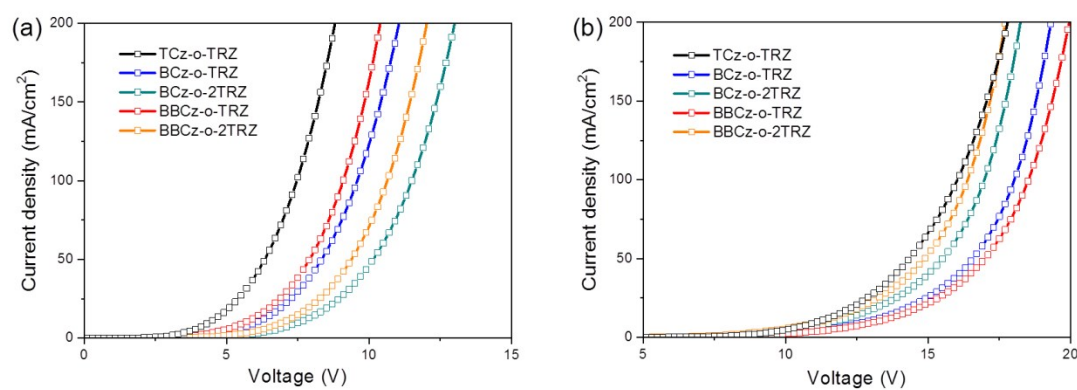 (a)
200
150
100
50
0
Current density (mA/cm²)
TCz-o-TRZ
BCz-o-TRZ
BCz-o-2TRZ
BBCz-o-TRZ
BBCz-o-2TRZ
0 5 10 15
Voltage (V)
(b)
200
150
100
50
0
Current density (mA/cm²)
TCz-o-TRZ
BCz-o-TRZ
BCz-o-2TRZ
BBCz-o-TRZ
BBCz-o-2TRZ
5 10 15 20
Voltage (V)